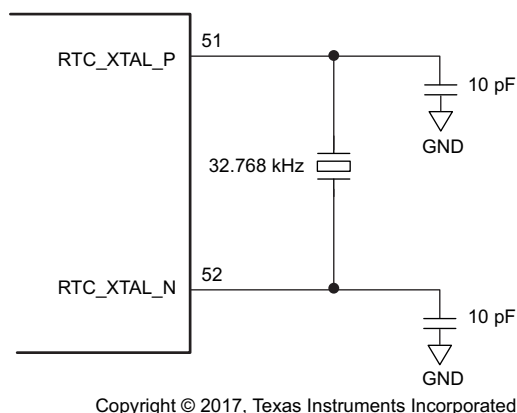 51
RTC_XTAL_P
10 pF
GND
32.768 kHz
52
RTC_XTAL_N
10 pF
GND
Copyright © 2017, Texas Instruments Incorporated